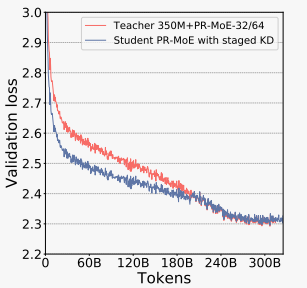 3.0
Teacher 350M+PR-MoE-32/64
Student PR-MoE with staged KD
2.9
2.8
2.7
2.6
2.5
2.4
2.3
2.2
Validation loss
0 60B 120B 180B 240B 300B
Tokens